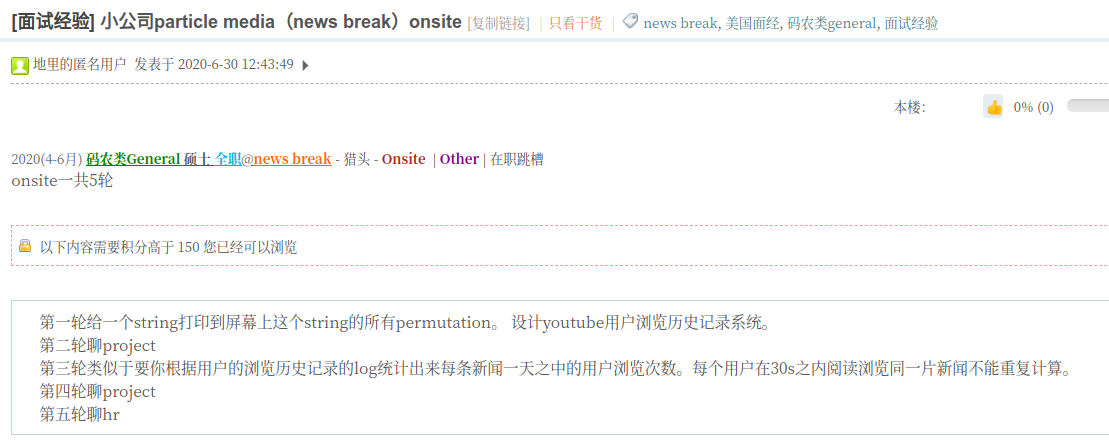 [面试经验] 小公司particle media（news break）onsite [复制链接] | 只看干货 | news break, 美国面经, 码农类general, 面试经验
地里的匿名用户 发表于 2020-6-30 12:43:49
本楼： 0% (0)
2020(4-6月) 码农类General 硕士 全职@news break - 猎头 - Onsite | Other | 在职跳槽
onsite一共5轮
以下内容需要积分高于 150 您已经可以浏览
第一轮给一个string打印到屏幕上这个string的所有permutation。 设计youtube用户浏览历史记录系统。
第二轮聊project
第三轮类似于要你根据用户的浏览历史记录的log统计出来每条新闻一天之中的用户浏览次数。每个用户在30s之内阅读浏览同一片新闻不能重复计算。
第四轮聊project
第五轮聊hr